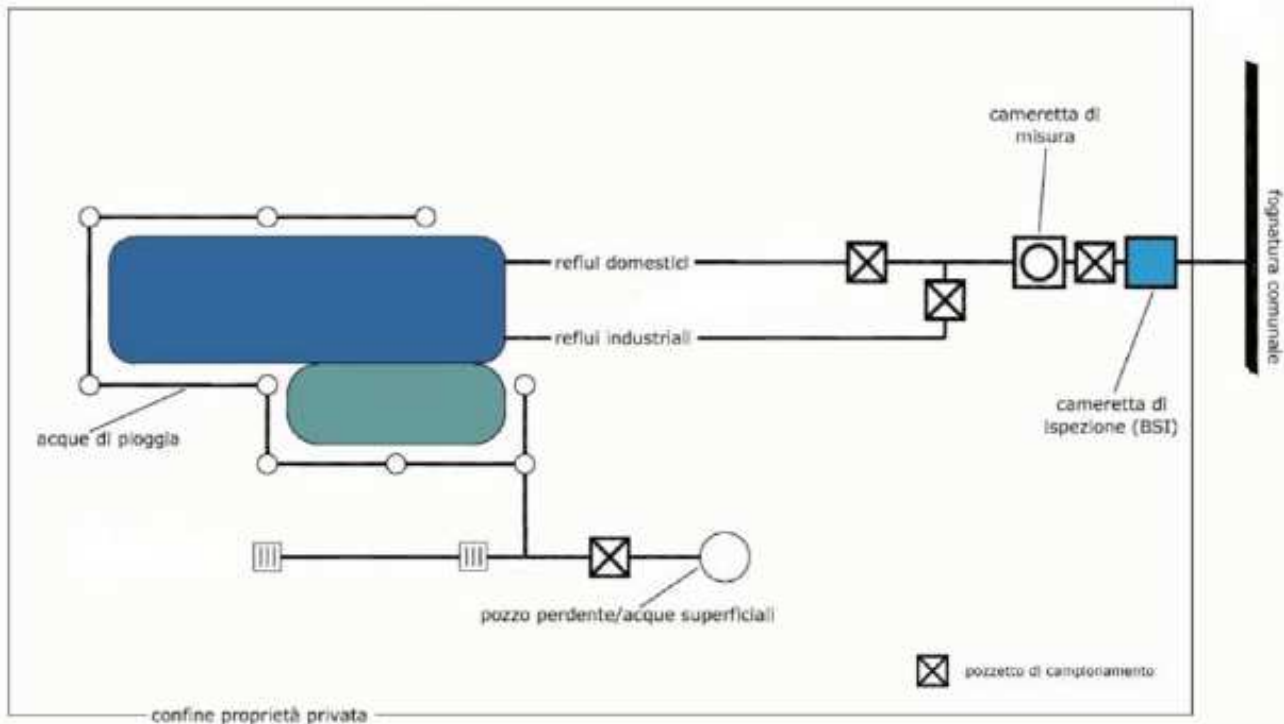 cameretta di
misura
fognatura comunale
reflui domestici
reflui industriali
cameretta di
ispezione (BSI)
acque di pioggia
pozzo perdente/acque superficiali
pozzetto di campionamento
confine proprietà privata